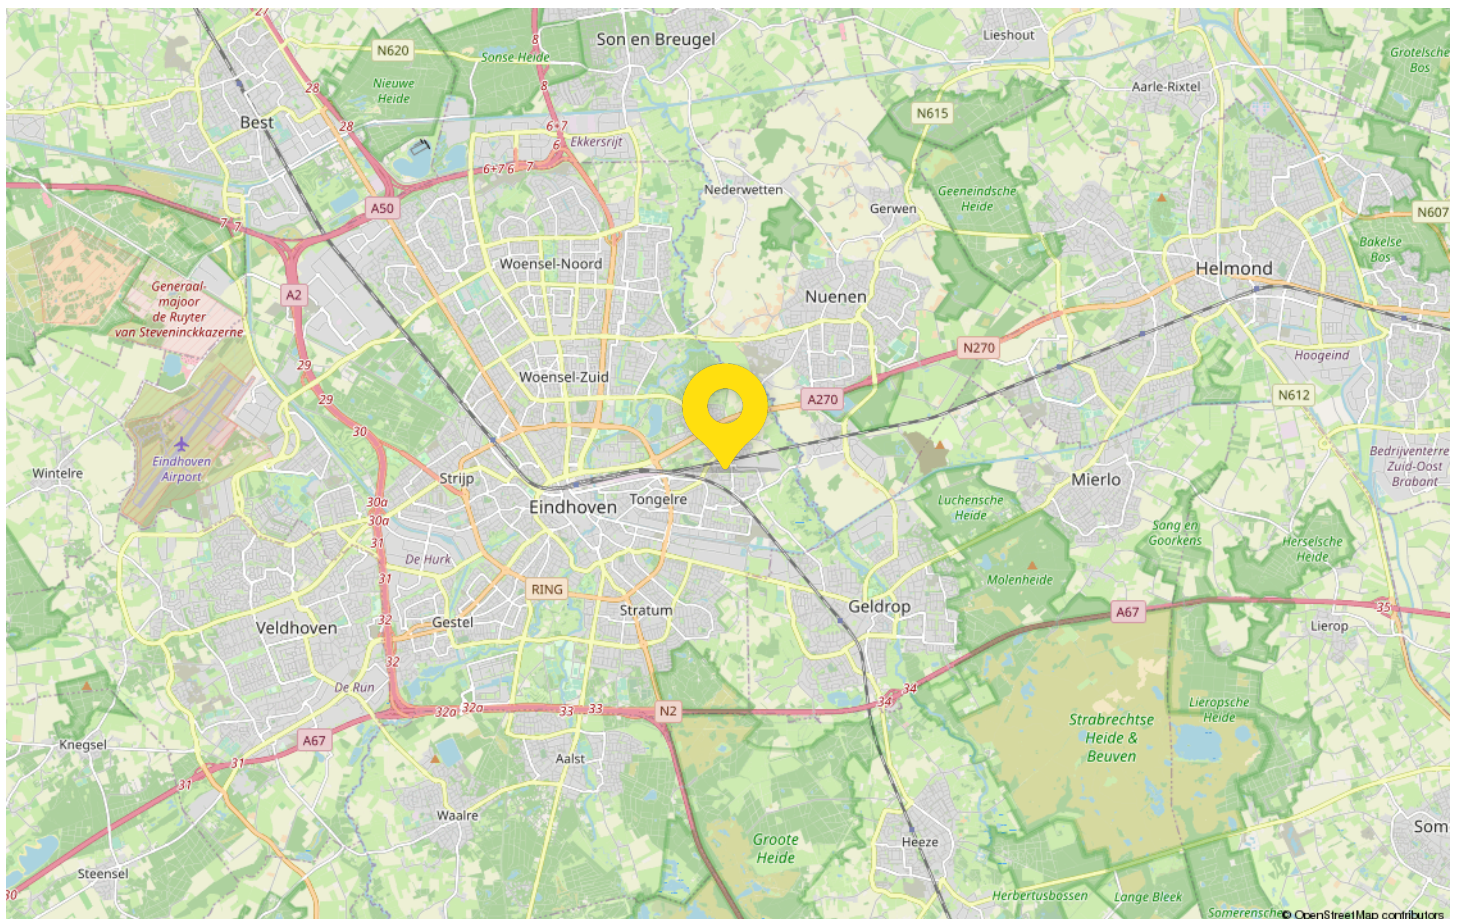 27
Son en Breugel
Lieshout
N620
8
Sonse Heide
Grotelsche
Bos
Nieuwe
Heide
28
8
Aarle-Rixtel
N615
Best
28
6+7
6
Ekkersrijt
6+7 6
7
Nederwetten
Geeneindsche
Heide
A50
Gerwen
N607
7 7
Bakelse
Bos
Woensel-Noord
Helmond
Generaal-
majoor
de Ruyter
van Steveninckkazerne
A2
Nuenen
N270
Hoogeind
29
Woensel-Zuid
N612
29
A270
30
Eindhoven
Airport
Wintelre
Strijp
Bedrijventerre
Zuid-Oost
Brabant
Mierlo
30a
Eindhoven
Tongelre
Luchensche
Heide
30a
Sang en
Goorkens
31
Herselsche
Heide
De Hurk
31
Molenheide
RING
Geldrop
A67
35
Stratum
32
Gestel
Veldhoven
Lierop
32
De Run
34
34
Lieropsche
Heide
32a
32a
33
33
N2
Strabrechtse
Heide &
Beuven
A67
Knegsel
31
Aalst
31
Waalre
Som
Groote
Heide
Heeze
Steensel
30
Herbertusbossen
Lange Bleek
Somerensche
© OpenStreetMap contributors